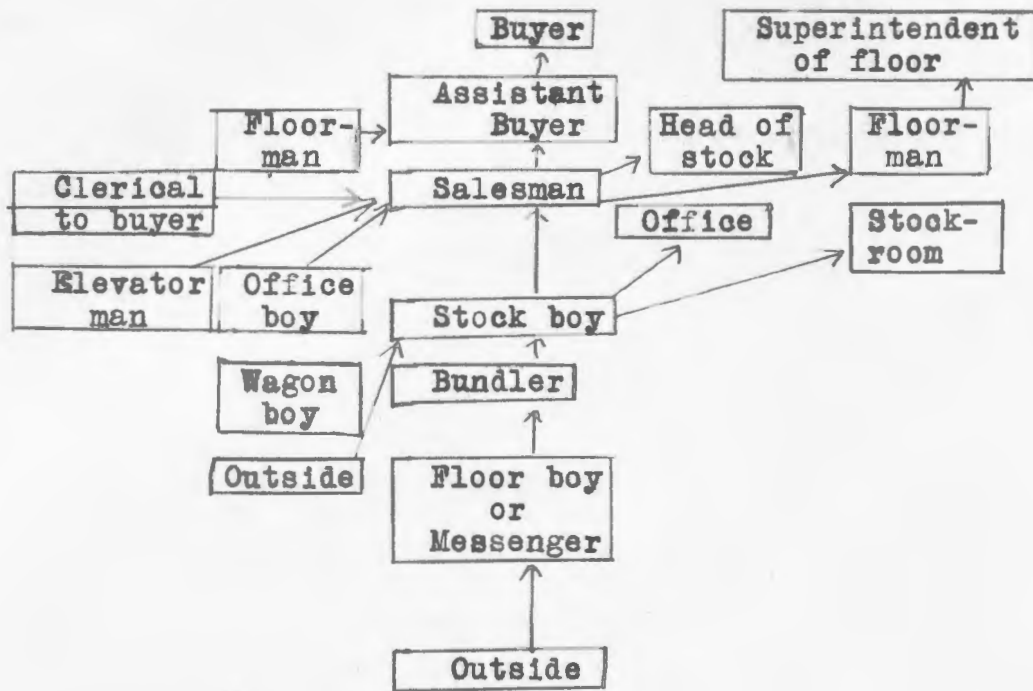 Buyer
Superintendent
of floor
Assistant
Buyer
Floor-
man
Head of
stock
Floor-
man
Clerical
to buyer
Salesman
Office
Stock-
room
Elevator
man
Office
boy
Stock boy
Wagon
boy
Bundler
Outside
Floor boy
or
Messenger
Outside